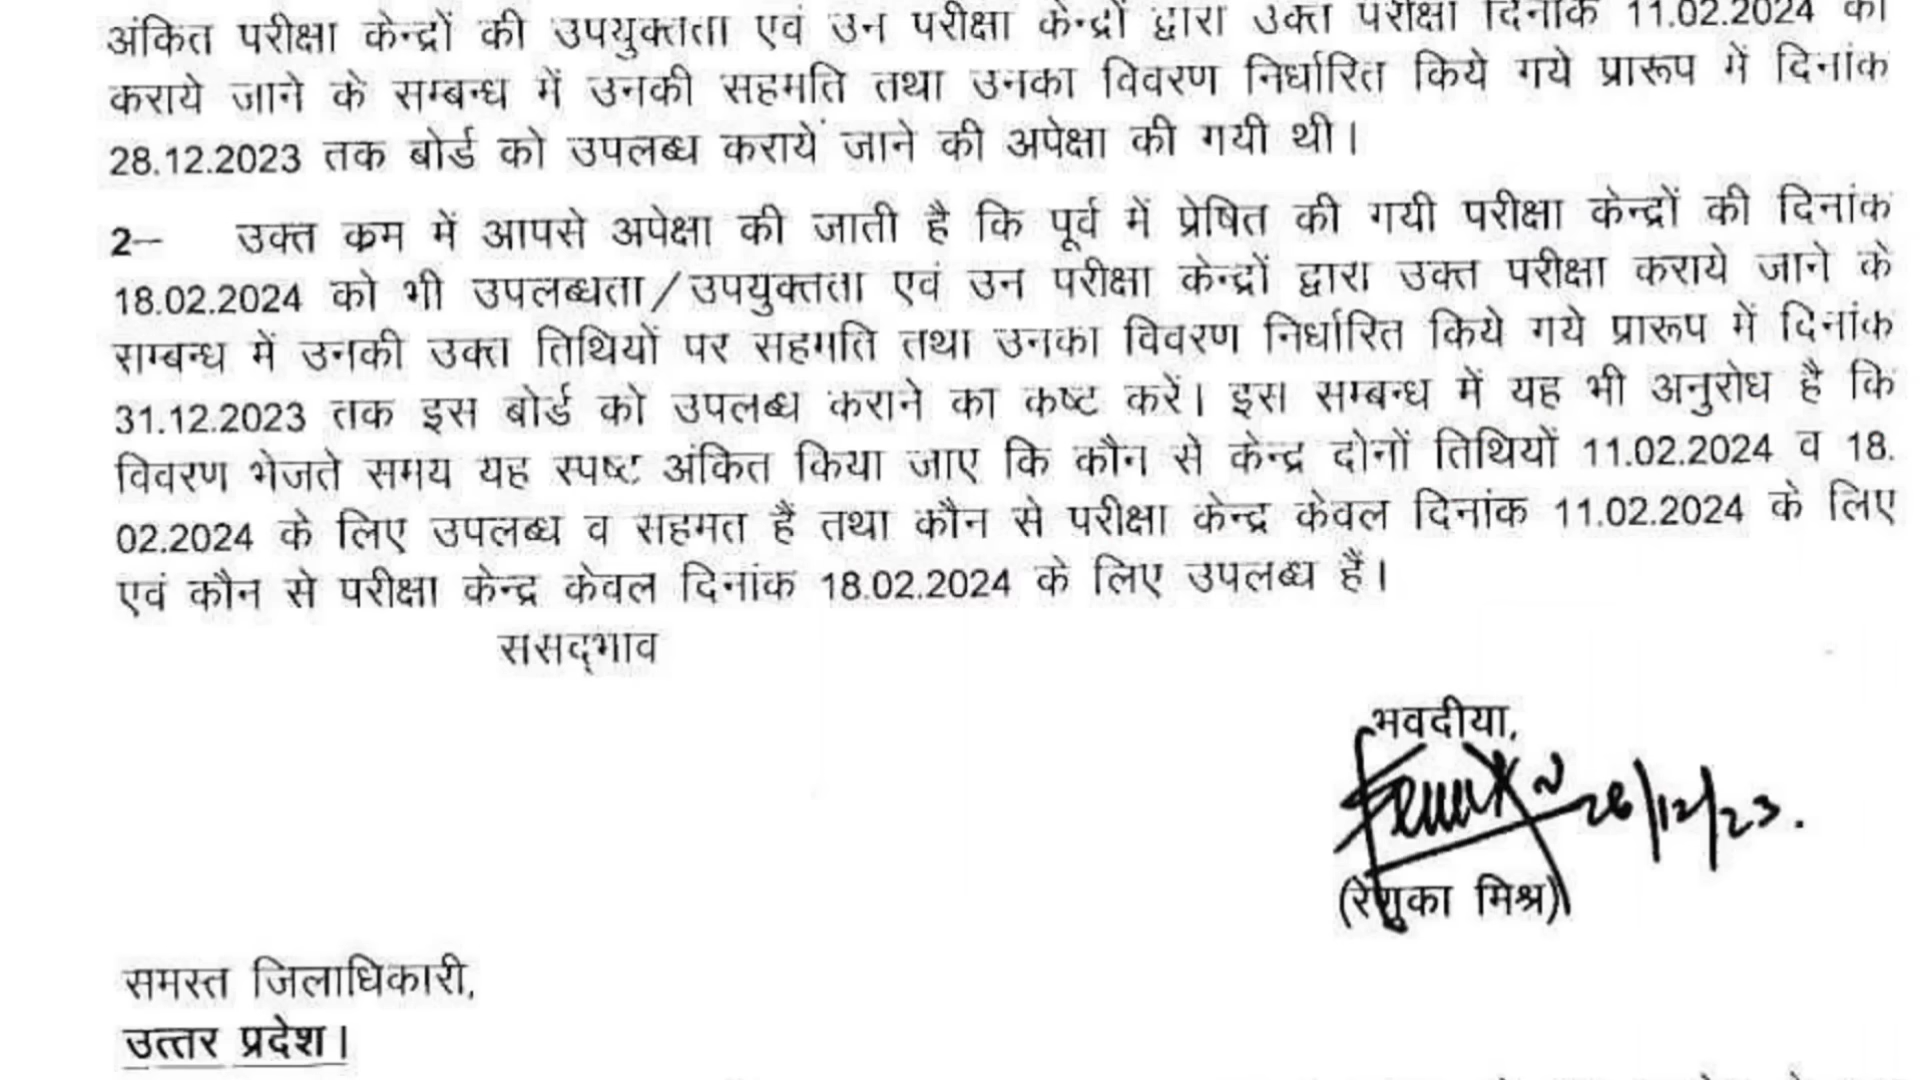 अंकित परीक्षा केन्द्रों की उपयुक्तता एवं उन परीक्षा केन्द्रों द्वारा उक्त परीक्षा दिनांक 11.02.2024 को
कराये जाने के सम्बन्ध में उनकी सहमति तथा उनका विवरण निर्धारित किये गये प्रारूप में दिनांक
28.12.2023 तक बोर्ड को उपलब्ध करायें जाने की अपेक्षा की गयी थी।
2– उक्त कम में आपसे अपेक्षा की जाती है कि पूर्व में प्रेषित की गयी परीक्षा केन्द्रों की दिनांक
18.02.2024 को भी उपलब्धता/उपयुक्तता एवं उन परीक्षा केन्द्रों द्वारा उक्त परीक्षा कराये जाने के
सम्बन्ध में उनकी उक्त तिथियों पर सहमति तथा उनका विवरण निर्धारित किये गये प्रारूप में दिनांक
31.12.2023 तक इस बोर्ड को उपलब्ध कराने का कष्ट करें। इस सम्बन्ध में यह भी अनुरोध है कि
विवरण भेजते समय यह स्पष्ट अंकित किया जाए कि कौन से केन्द्र दोनों तिथियों 11.02.2024 व 18.
02.2024 के लिए उपलब्ध व सहमत हैं तथा कौन से परीक्षा केन्द्र केवल दिनांक 11.02.2024 के लिए
एवं कौन से परीक्षा केन्द्र केवल दिनांक 18.02.2024 के लिए उपलब्ध हैं।
ससद्भाव
भवदीया,
(रेणुका मिश्र)
समस्त जिलाधिकारी,
उत्तर प्रदेश।